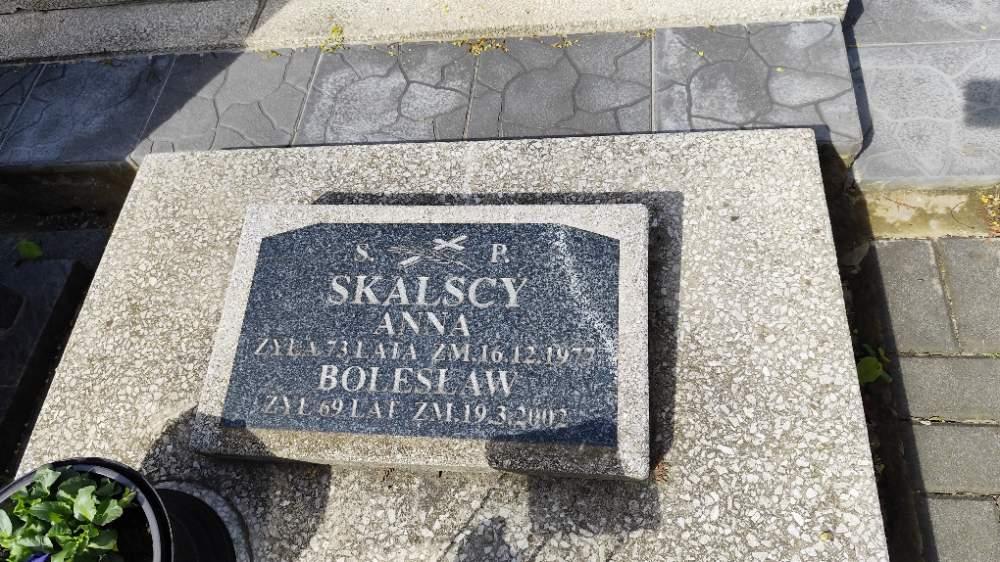 Ś. P.
SKALSCY
ANNA
ŻYŁA 73 LATA ZM. 16.12.1977
BOLESŁAW
ŻYŁ 69 LAT ZM. 19.3.2002